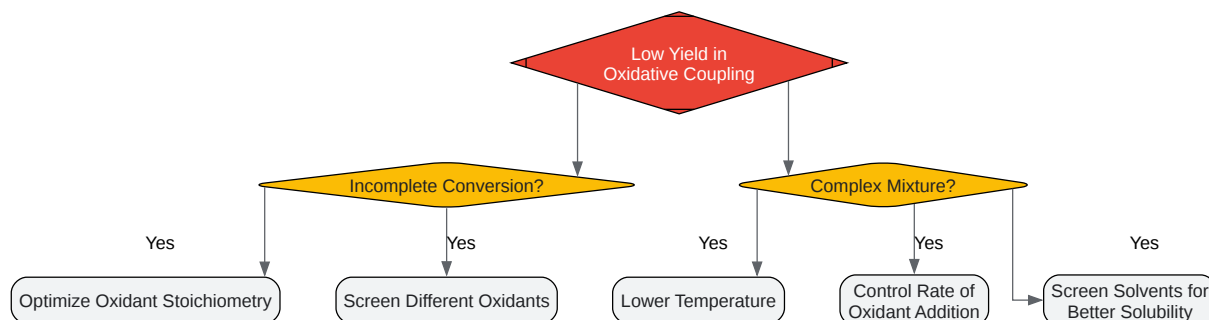 Low Yield in
Oxidative Coupling
Incomplete Conversion?
Complex Mixture?
Yes
Yes
Yes
Yes
Yes
Optimize Oxidant Stoichiometry
Screen Different Oxidants
Lower Temperature
Control Rate of
Oxidant Addition
Screen Solvents for
Better Solubility